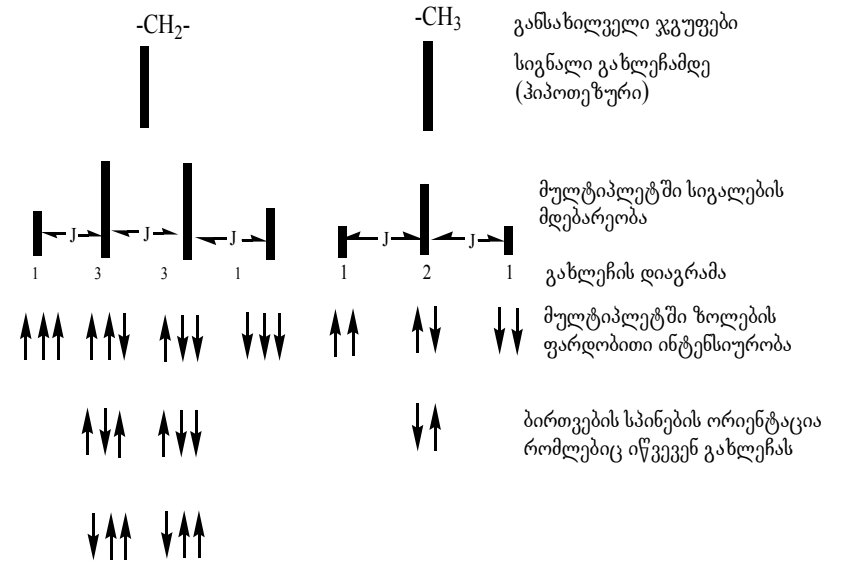 -CH2-
-CH3
განსახილველი ჯგუფები
სიგნალი გახლეჩამდე
(ჰიპოთეზური)
მულტიპლეტში სიგალების
მდებარეობა
J J J J J
1 3 3 1 1 2 1
გახლეჩის დიაგრამა
მულტიპლეტში ზოლების
ფარდობითი ინტენსიურობა
ბირთვების სპინების ორიენტაცია
რომლებიც იწვევენ გახლეჩას